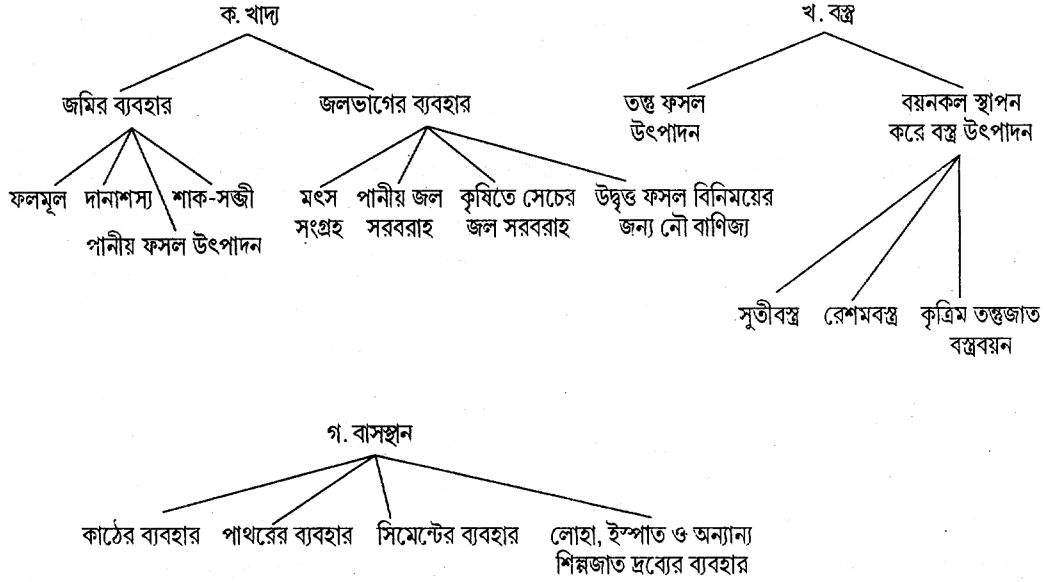 ক. খাদ্য
খ. বস্ত্র
জমির ব্যবহার
জলভাগের ব্যবহার
তন্তু ফসল
উৎপাদন
বয়নকল স্থাপন
করে বস্ত্র উৎপাদন
ফলমূল
দানাশস্য
শাক-সব্জী
পানীয় ফসল উৎপাদন
মৎস
সংগ্রহ
পানীয় জল
সরবরাহ
কৃষিতে সেচের
জল সরবরাহ
উদ্বৃত্ত ফসল বিনিময়ের
জন্য নৌ বাণিজ্য
সুতীবস্ত্র
রেশমবস্ত্র
কৃত্রিম তন্তুজাত
বস্ত্রবয়ন
গ. বাসস্থান
কাঠের ব্যবহার
পাথরের ব্যবহার
সিমেন্টের ব্যবহার
লোহা, ইস্পাত ও অন্যান্য
শিল্পজাত দ্রব্যের ব্যবহার